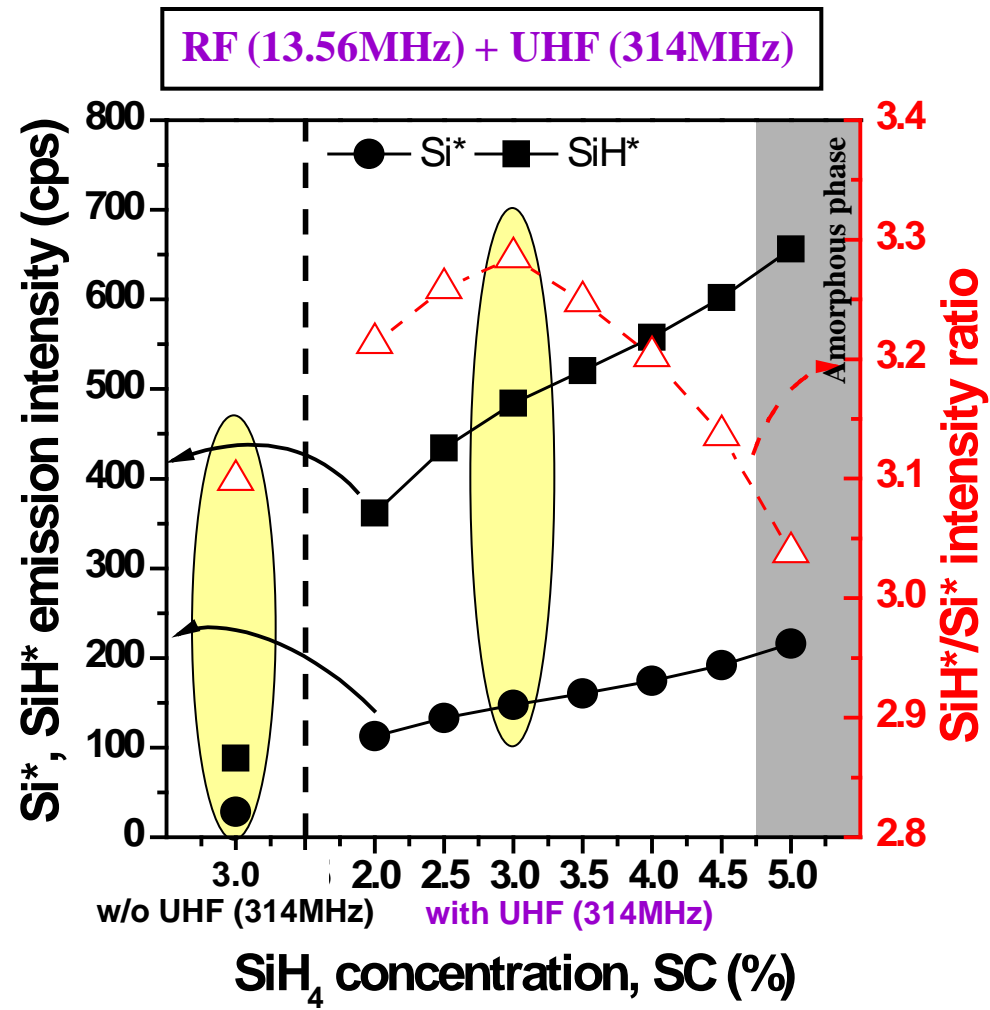 RF (13.56MHz) + UHF (314MHz)
Si* SiH*
Si*, SiH* emission intensity (cps)
800
700
600
500
400
300
200
100
0
3.4
3.3
3.2
3.1
3.0
2.9
2.8
SiH*/Si* intensity ratio
Amorphous phase
3.0 2.0 2.5 3.0 3.5 4.0 4.5 5.0
w/o UHF (314MHz) with UHF (314MHz)
SiH4 concentration, SC (%)